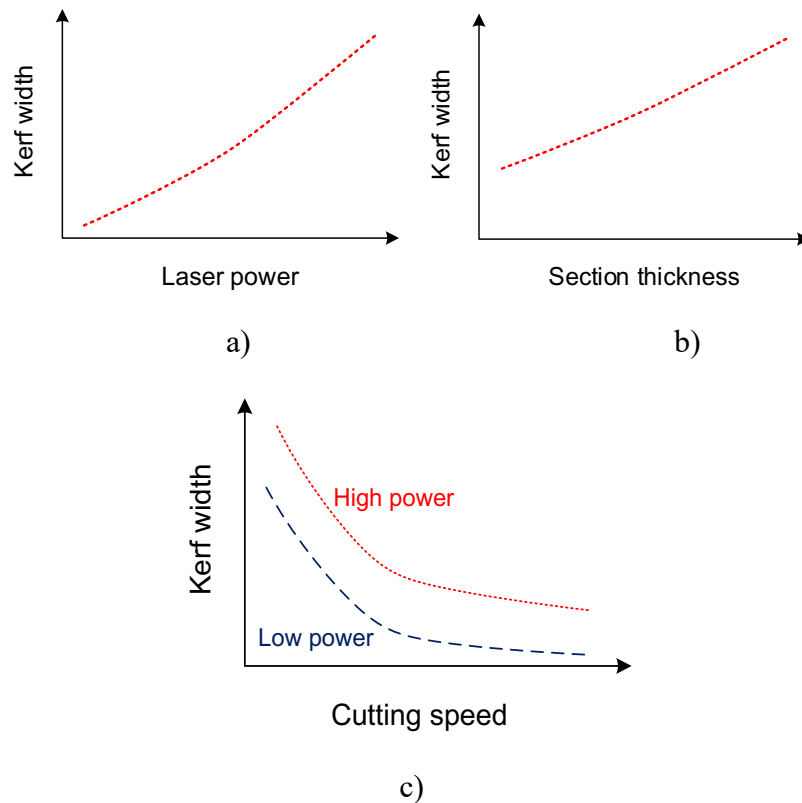 Kerf width
Laser power
a)
Kerf width
Section thickness
b)
Kerf width
High power
Low power
Cutting speed
c)